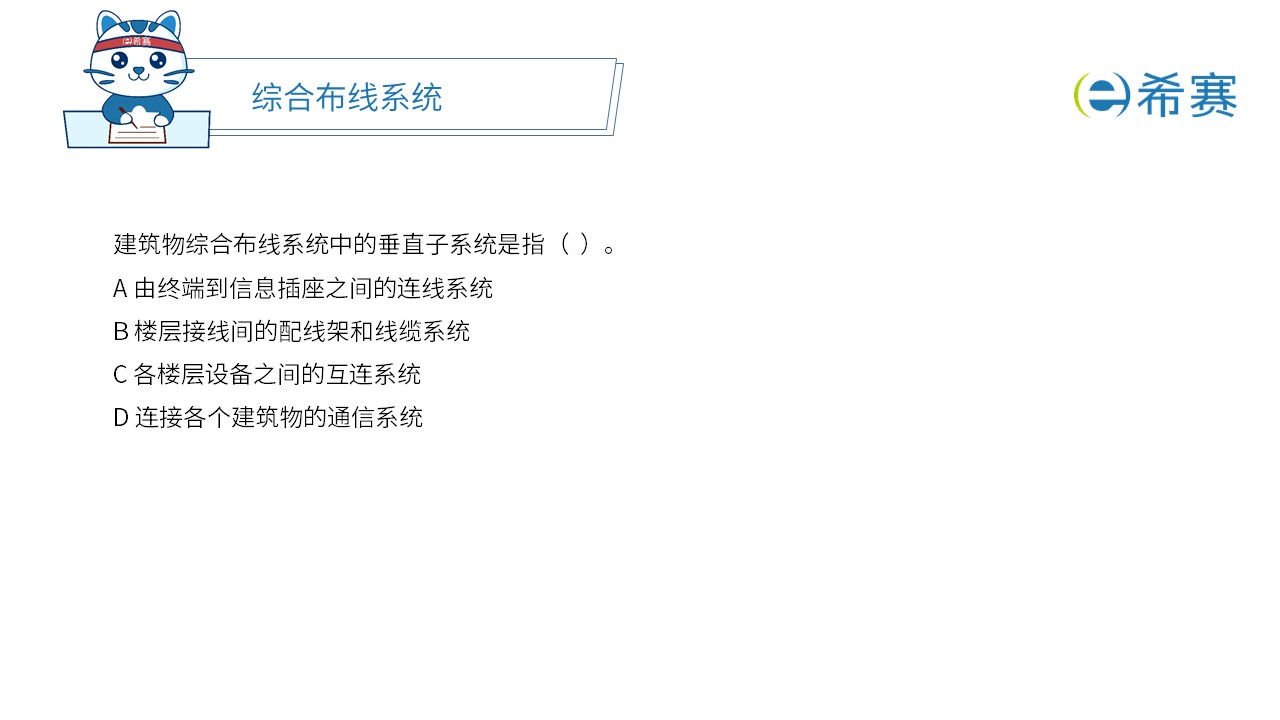 希赛
综合布线系统
希赛
建筑物综合布线系统中的垂直子系统是指（ ）。
A 由终端到信息插座之间的连线系统
B 楼层接线间的配线架和线缆系统
C 各楼层设备之间的互连系统
D 连接各个建筑物的通信系统